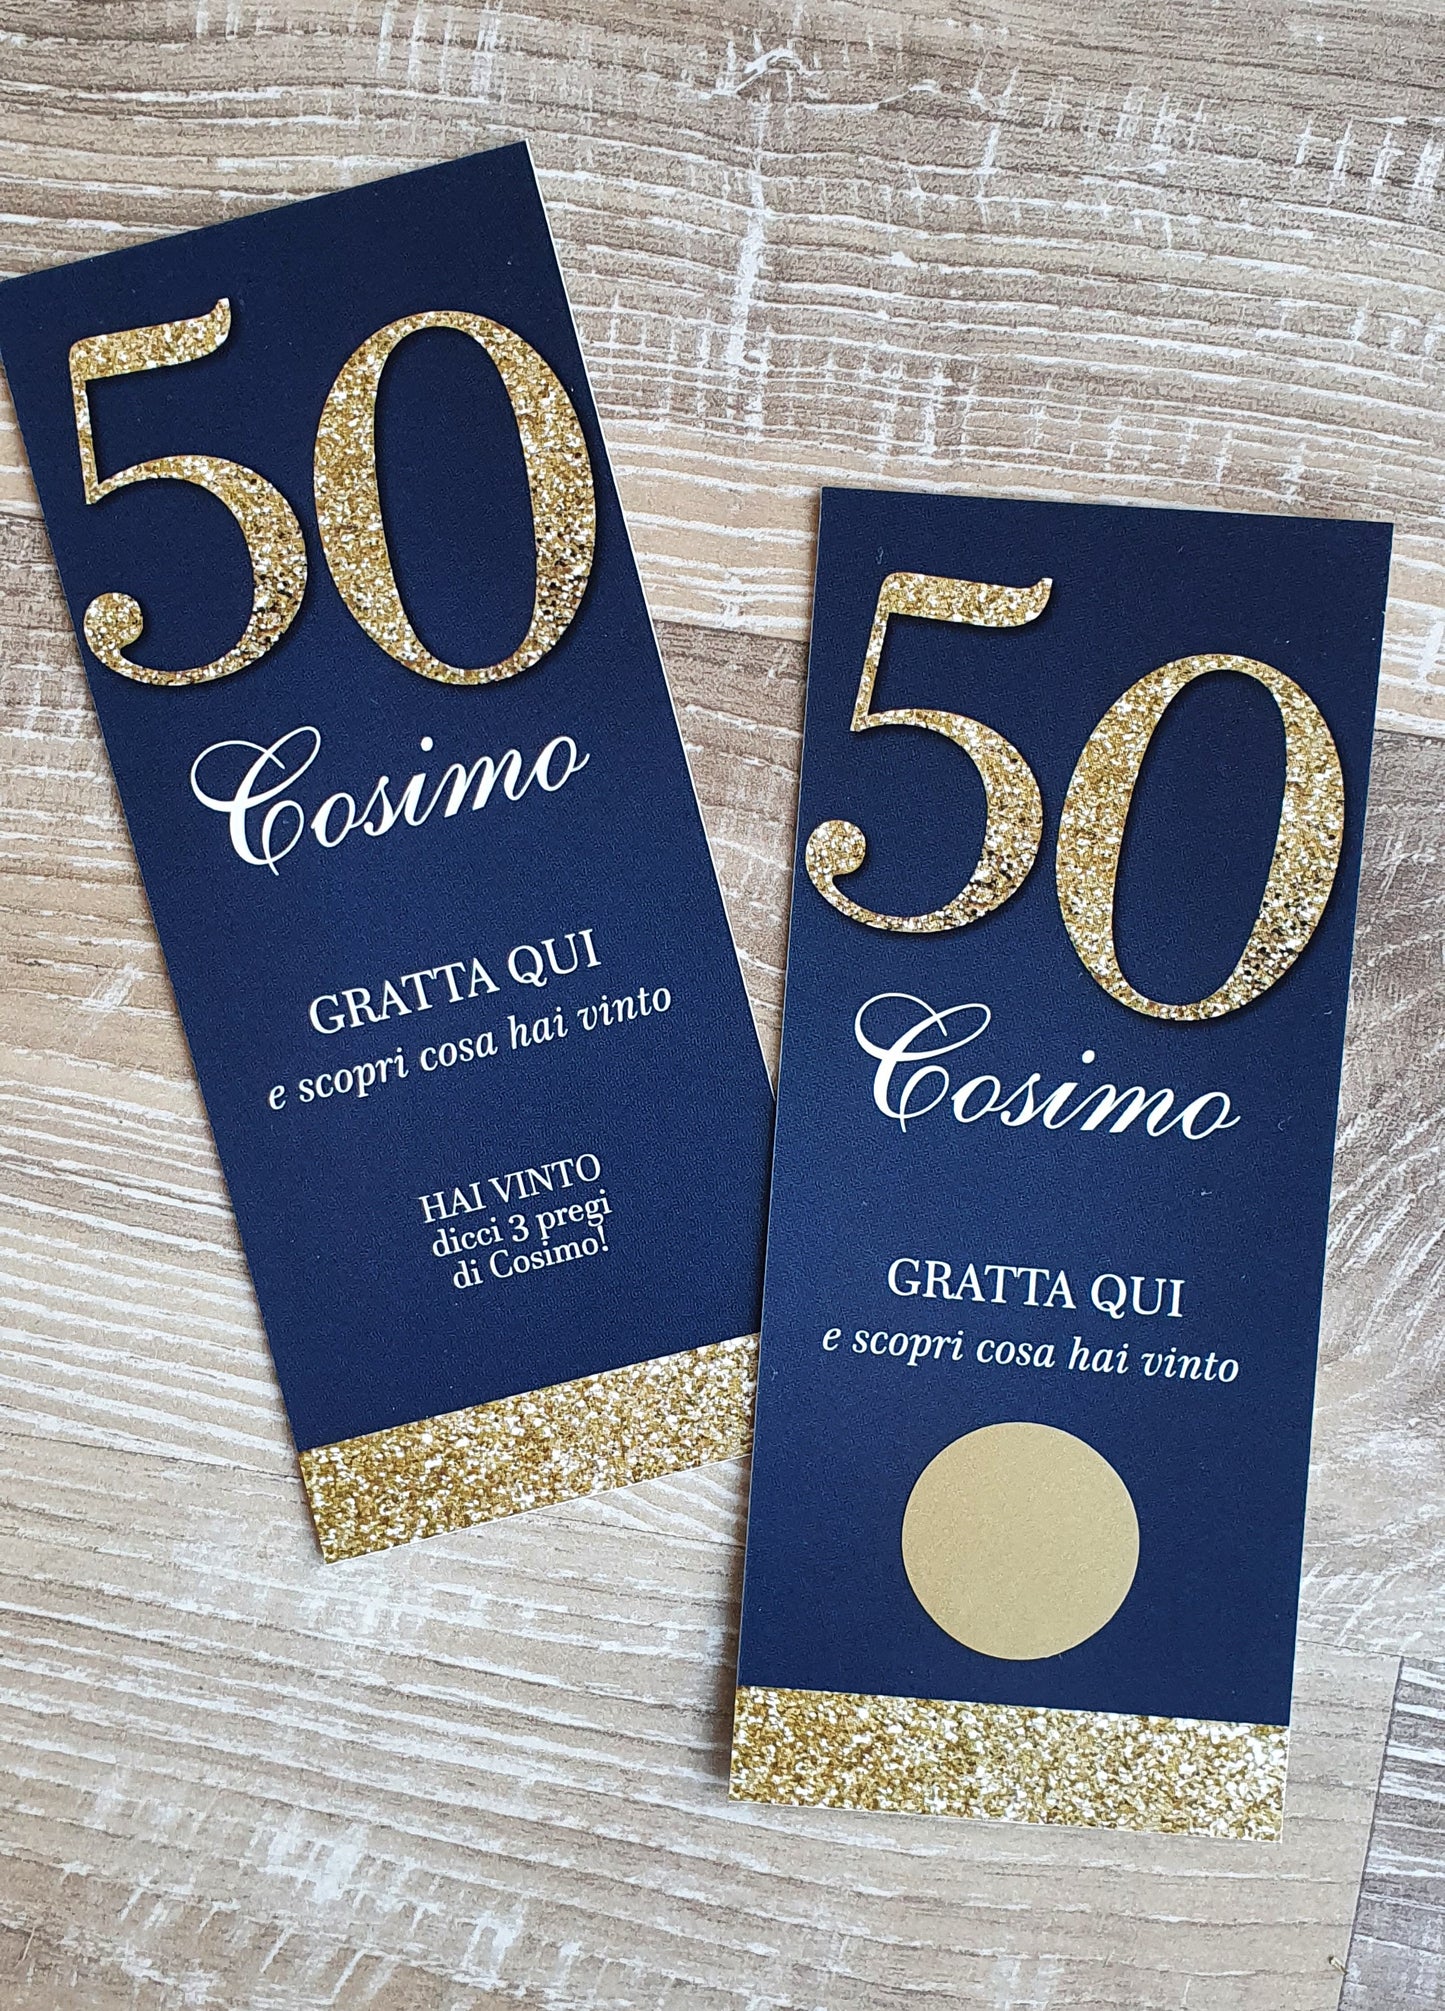 50
Cosimo
GRATTA QUI
e scopri cosa hai vinto
HAI VINTO
dicci 3 pregi
di Cosimo!
50
Cosimo
GRATTA QUI
e scopri cosa hai vinto